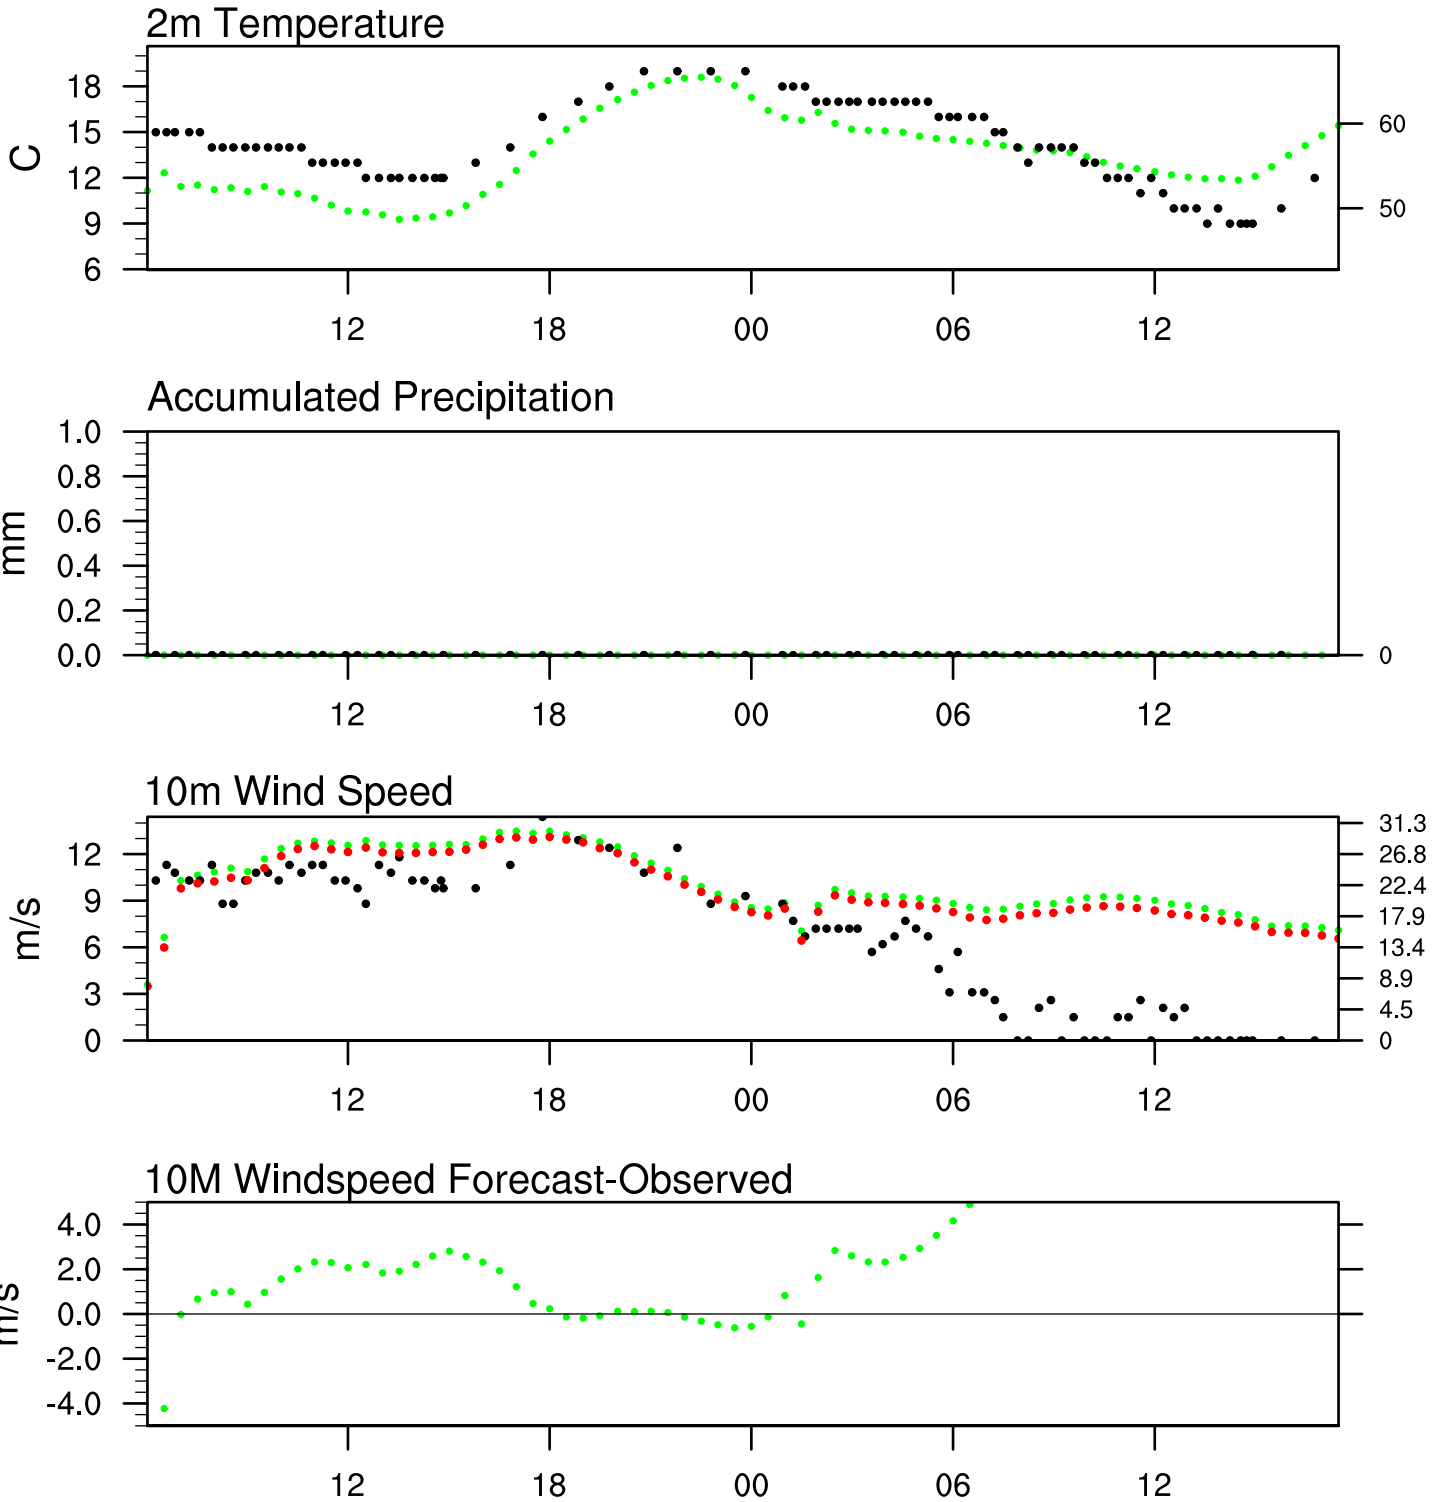 2m Temperature
C
18
15
12
9
6
60
50
12 18 00 06 12
Accumulated Precipitation
mm
1.0
0.8
0.6
0.4
0.2
0.0
0
12 18 00 06 12
10m Wind Speed
m/s
12
9
6
3
0
31.3
26.8
22.4
17.9
13.4
8.9
4.5
0
12 18 00 06 12
10M Windspeed Forecast-Observed
m/s
4.0
2.0
0.0
-2.0
-4.0
12 18 00 06 12